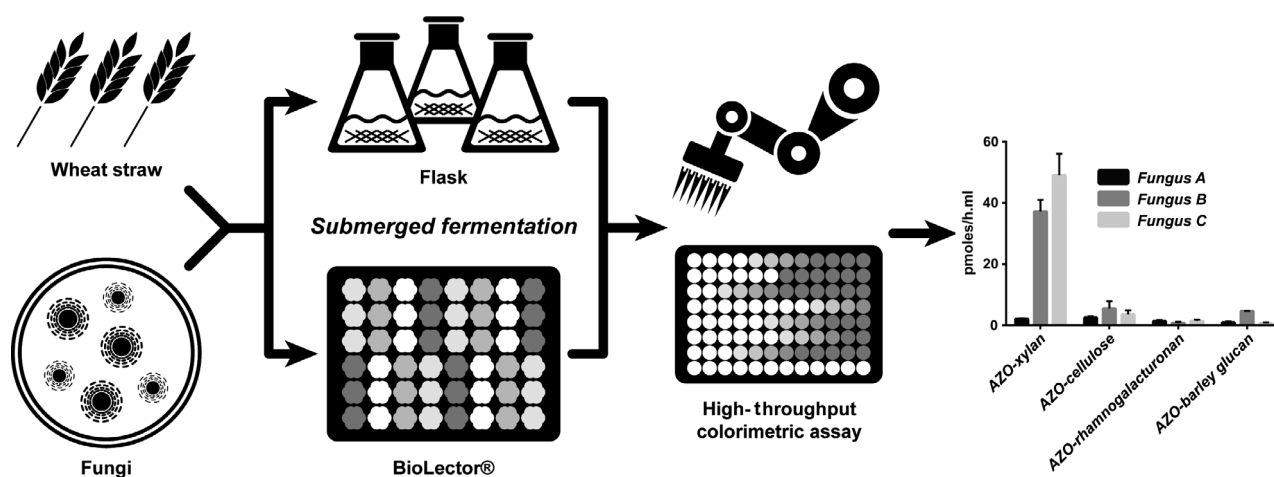 Wheat straw
Fungi
Flask
Submerged fermentation
BioLector®
High-throughput
colorimetric assay
pmoles/h.ml
60
40
20
0
Fungus A
Fungus B
Fungus C
AZO-xylan
AZO-cellulose
AZO-rhamnogalacturonan
AZO-barley glucan